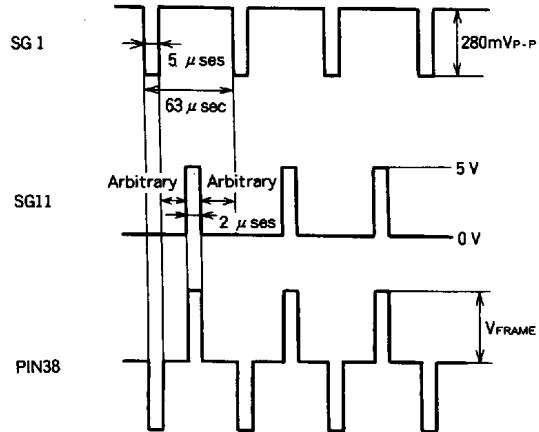 SG 1
5 μ ses
280mVP-P
63 μ sec
Arbitrary
Arbitrary
5 V
SG11
2 μ ses
0 V
VFRAME
PIN38